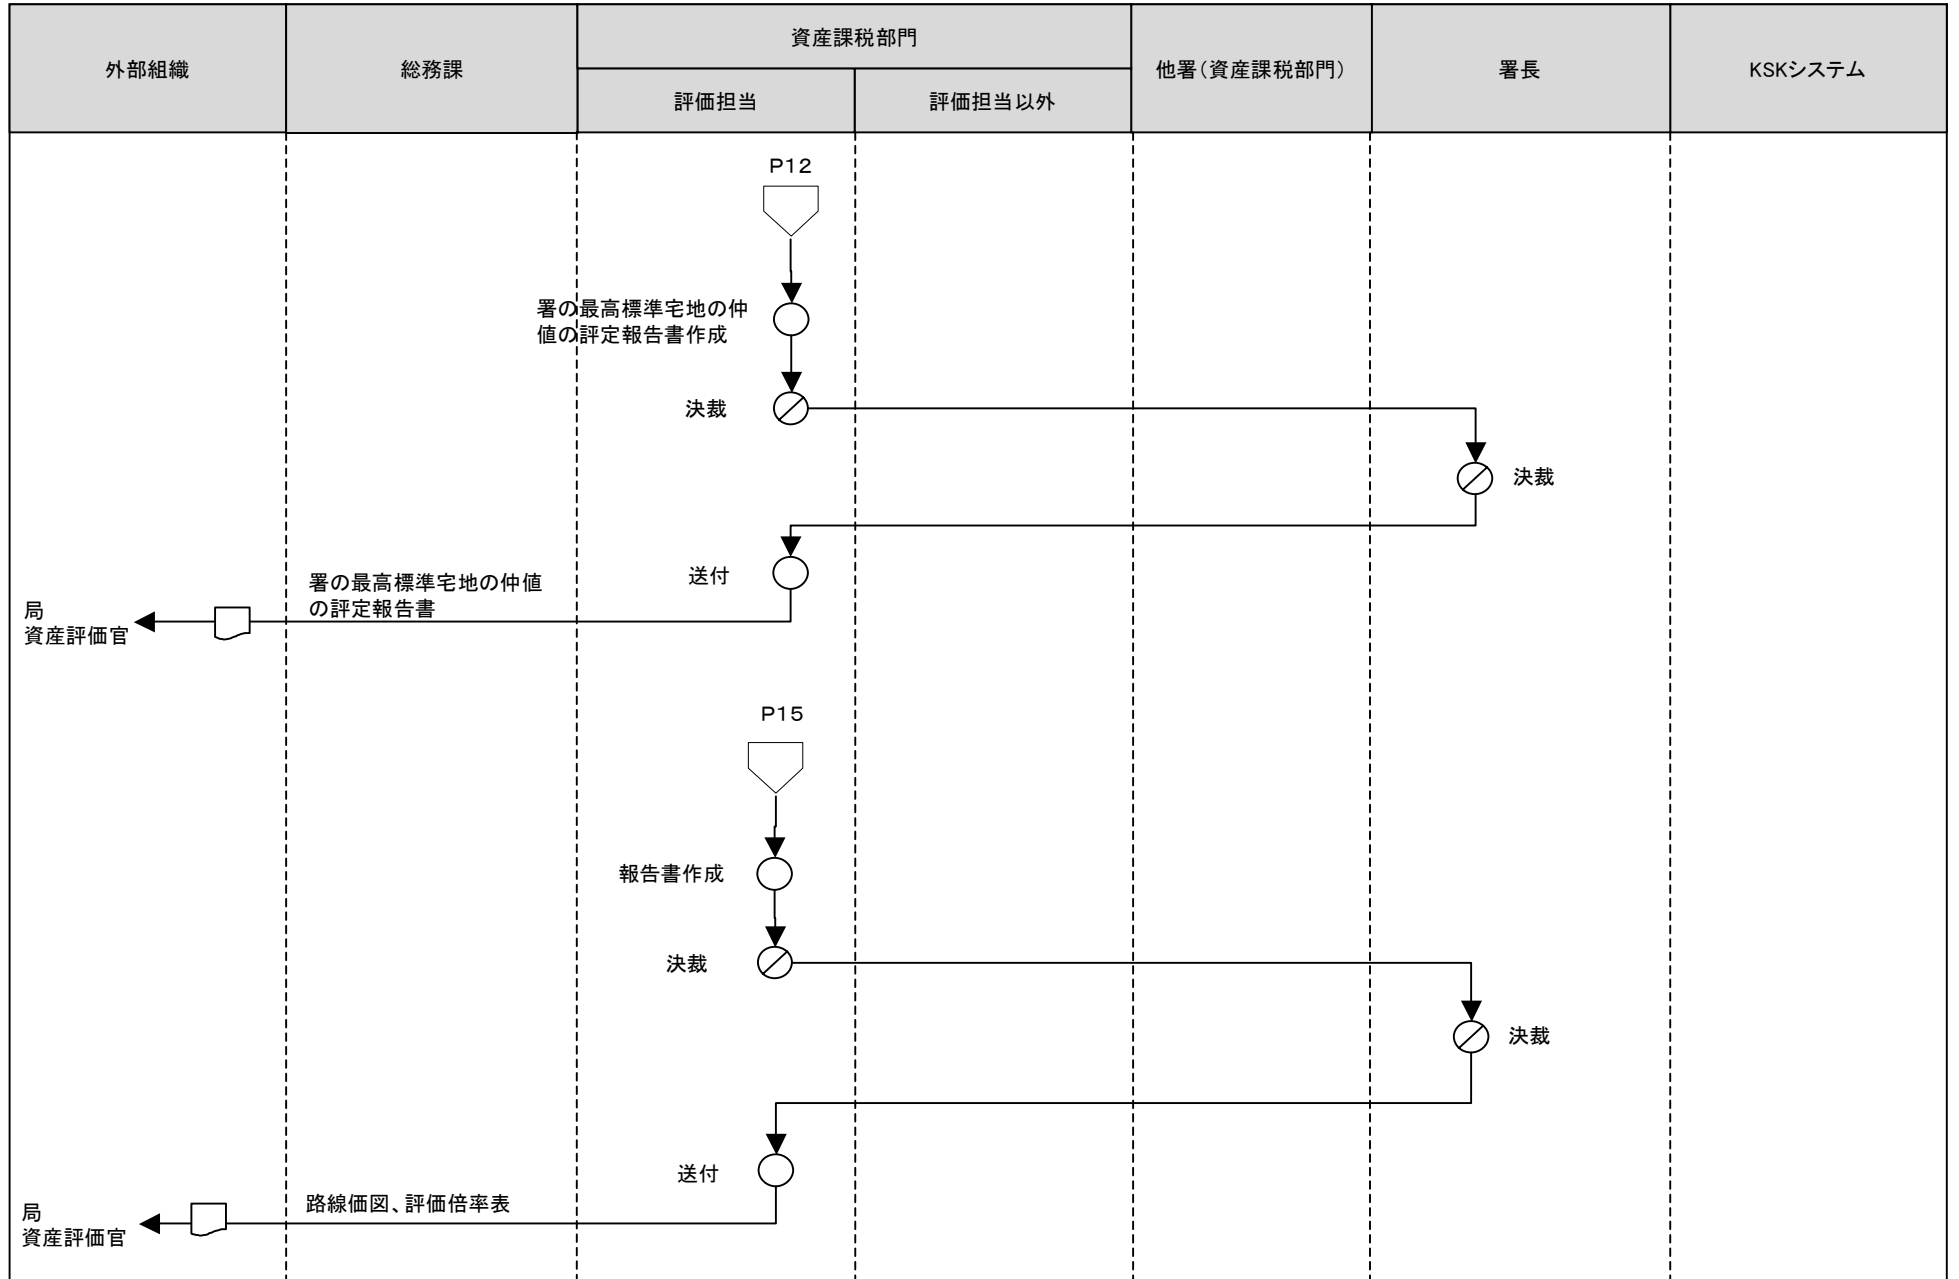 外部組織
総務課
資産課税部門
評価担当
評価担当以外
他署（資産課税部門）
署長
KSKシステム
P12
署の最高標準宅地の仲
値の評定報告書作成
決裁
決裁
送付
署の最高標準宅地の仲値
の評定報告書
局
資産評価官
P15
報告書作成
決裁
決裁
送付
路線価図、評価倍率表
局
資産評価官